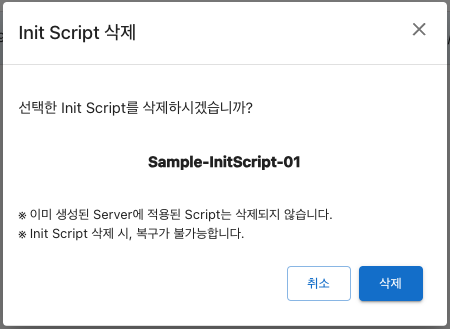 Init Script 삭제
선택한 Init Script를 삭제하시겠습니까?
Sample-InitScript-01
※ 이미 생성된 Server에 적용된 Script는 삭제되지 않습니다.
※ Init Script 삭제 시, 복구가 불가능합니다.
취소
삭제